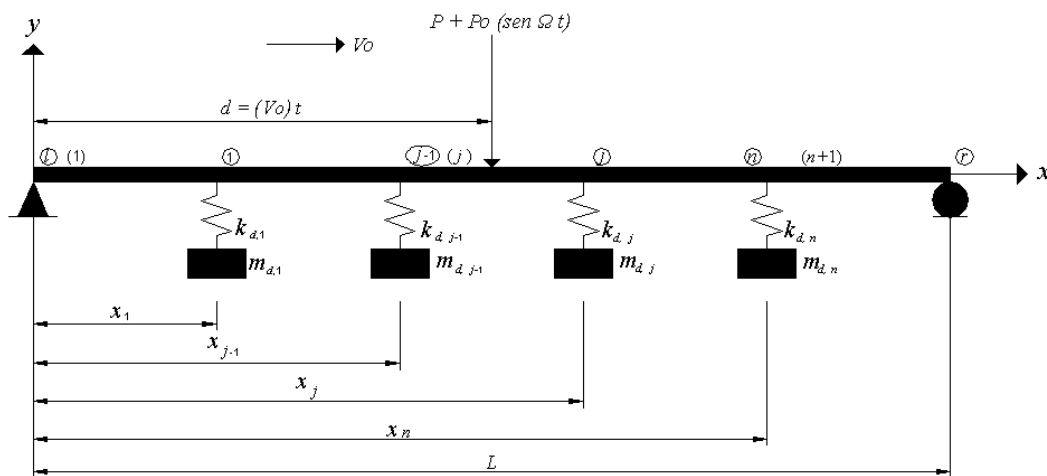 P + Po (sen Ω t)
y
Vo
d = (Vo) t
l (1) 1 j-1 (j) j n (n+1) r
x
k d,1 k d, j-1 k d, j k d, n
m d,1 m d, j-1 m d, j m d, n
x 1
x j-1
x j
x n
L